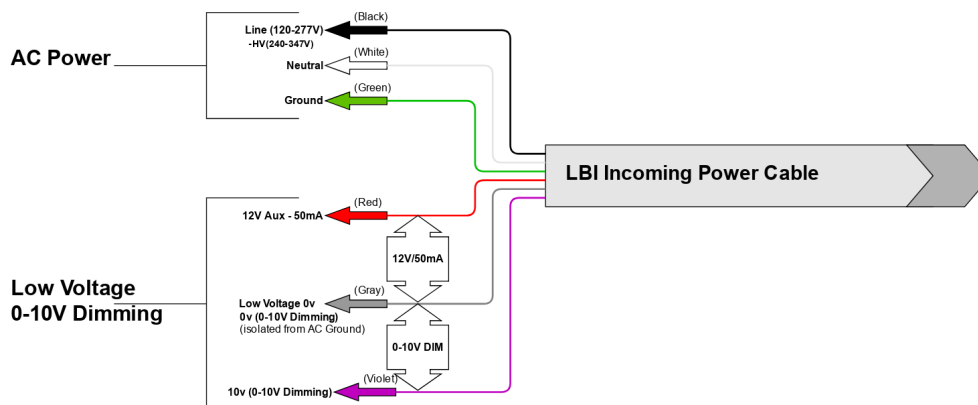 AC Power
Line (120-277V)
-HV(240-347V)
(Black)
Neutral
(White)
Ground
(Green)
LBI Incoming Power Cable
Low Voltage
0-10V Dimming
12V Aux - 50mA
(Red)
12V/50mA
Low Voltage 0v
0v (0-10V Dimming)
(isolated from AC Ground)
(Gray)
0-10V DIM
10v (0-10V Dimming)
(Violet)